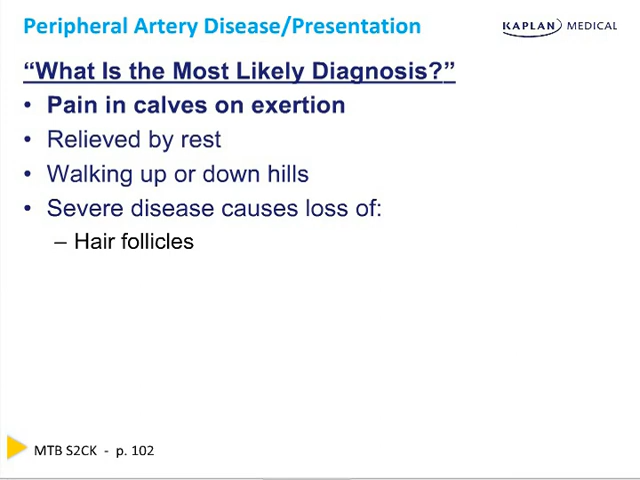 Peripheral Artery Disease/Presentation
KAPLAN MEDICAL
“What Is the Most Likely Diagnosis?”
• Pain in calves on exertion
• Relieved by rest
• Walking up or down hills
• Severe disease causes loss of:
– Hair follicles
MTB S2CK - p. 102